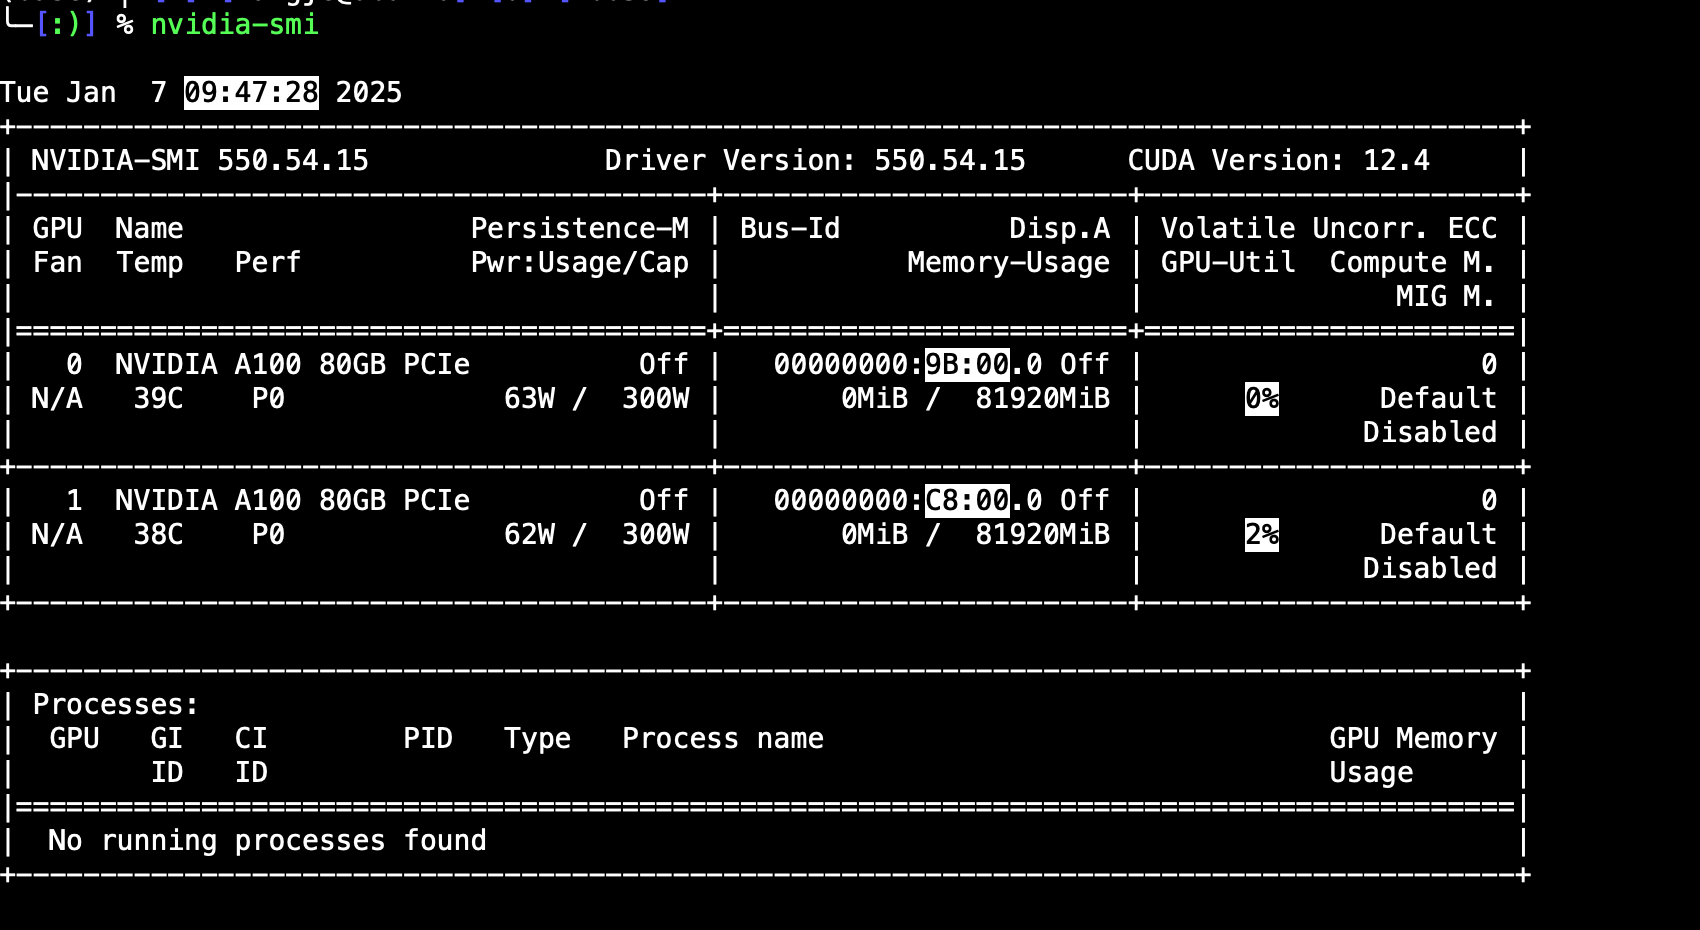 ╰─[:)] % nvidia-smi
Tue Jan  7 09:47:28 2025
+-----------------------------------------------------------------------------------------+
| NVIDIA-SMI 550.54.15              Driver Version: 550.54.15      CUDA Version: 12.4     |
|-----------------------------------------+------------------------+----------------------+
| GPU  Name                 Persistence-M | Bus-Id          Disp.A | Volatile Uncorr. ECC |
| Fan  Temp   Perf          Pwr:Usage/Cap |           Memory-Usage | GPU-Util  Compute M. |
|                                         |                        |               MIG M. |
|=========================================+========================+======================|
|   0  NVIDIA A100 80GB PCIe          Off |   00000000:9B:00.0 Off |                    0 |
| N/A   39C    P0             63W /  300W |       0MiB /  81920MiB |      0%      Default |
|                                         |                        |             Disabled |
+-----------------------------------------+------------------------+----------------------+
|   1  NVIDIA A100 80GB PCIe          Off |   00000000:C8:00.0 Off |                    0 |
| N/A   38C    P0             62W /  300W |       0MiB /  81920MiB |      2%      Default |
|                                         |                        |             Disabled |
+-----------------------------------------+------------------------+----------------------+
+-----------------------------------------------------------------------------------------+
| Processes:                                                                              |
|  GPU   GI   CI        PID   Type   Process name                              GPU Memory |
|        ID   ID                                                               Usage      |
|=========================================================================================|
|  No running processes found                                                             |
+-----------------------------------------------------------------------------------------+